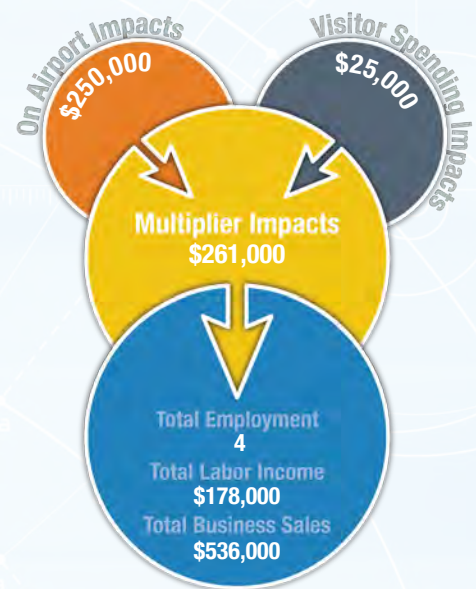 On Airport Impacts
$250,000
Visitor Spending Impacts
$25,000
Multiplier Impacts
$261,000
Total Employment
4
Total Labor Income
$178,000
Total Business Sales
$536,000